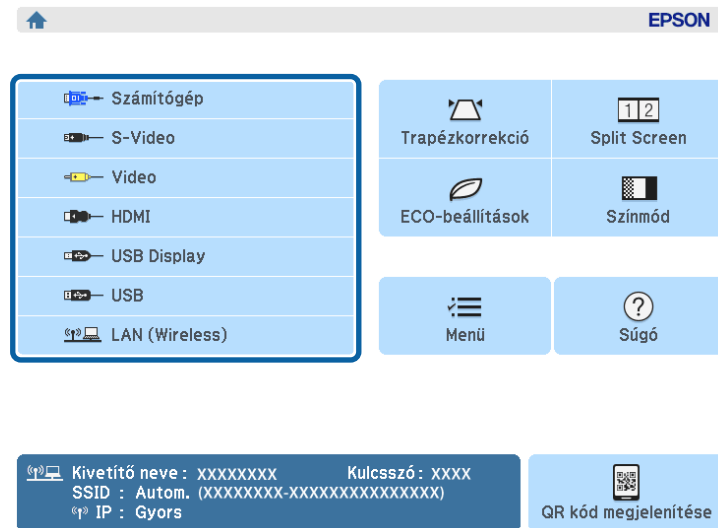 EPSON
Számítógép
S-Video
Video
HDMI
USB Display
USB
LAN (Wireless)
Trapézkorrekció
1 2
Split Screen
ECO-beállítások
Színmód
Menü
?
Súgó
Kivetítő neve : XXXXXXXX Kulcsszó : XXXX
SSID : Autom. (XXXXXXXX-XXXXXXXXXXXXXXX)
IP : Gyors
QR kód megjelenítése